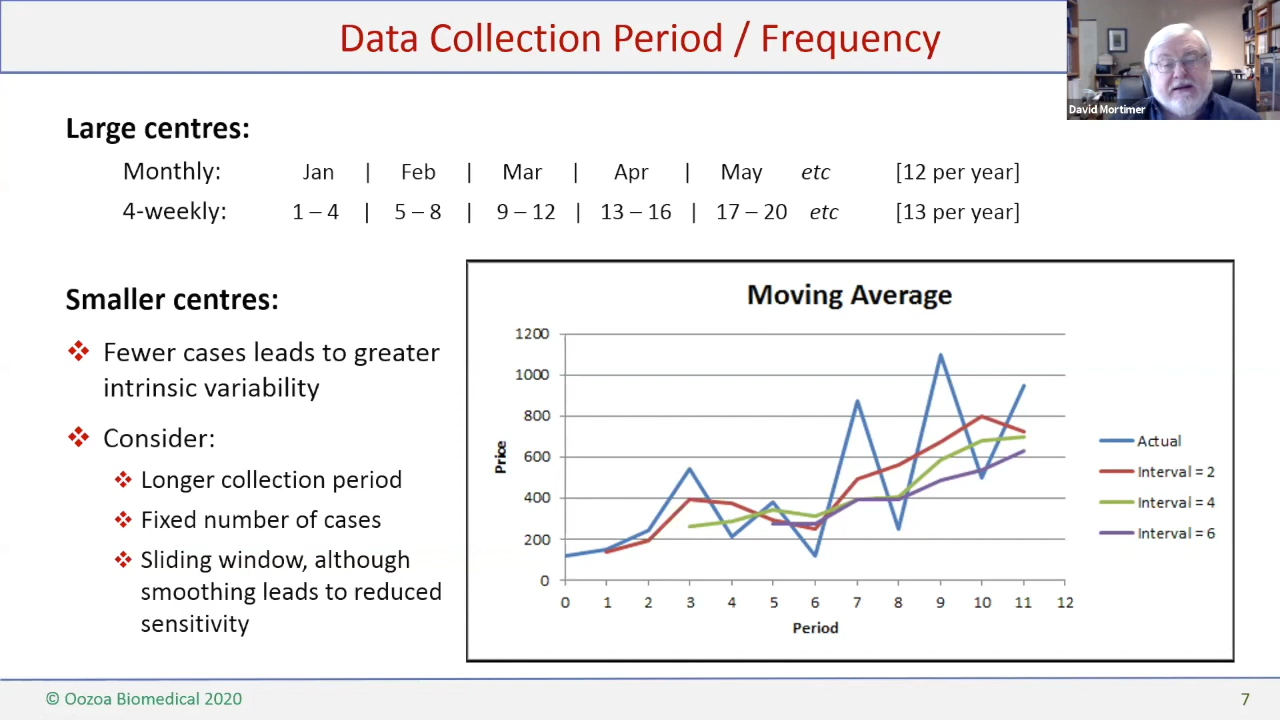 Data Collection Period / Frequency
David Mortimer
Large centres:
Monthly: Jan | Feb | Mar | Apr | May etc [12 per year]
4-weekly: 1 – 4 | 5 – 8 | 9 – 12 | 13 – 16 | 17 – 20 etc [13 per year]
Smaller centres:
Fewer cases leads to greater
intrinsic variability
Consider:
Longer collection period
Fixed number of cases
Sliding window, although
smoothing leads to reduced
sensitivity
Moving Average
1200
1000
800
600
400
200
0
Price
0 1 2 3 4 5 6 7 8 9 10 11 12
Period
Actual
Interval = 2
Interval = 4
Interval = 6
© Oozoa Biomedical 2020
7